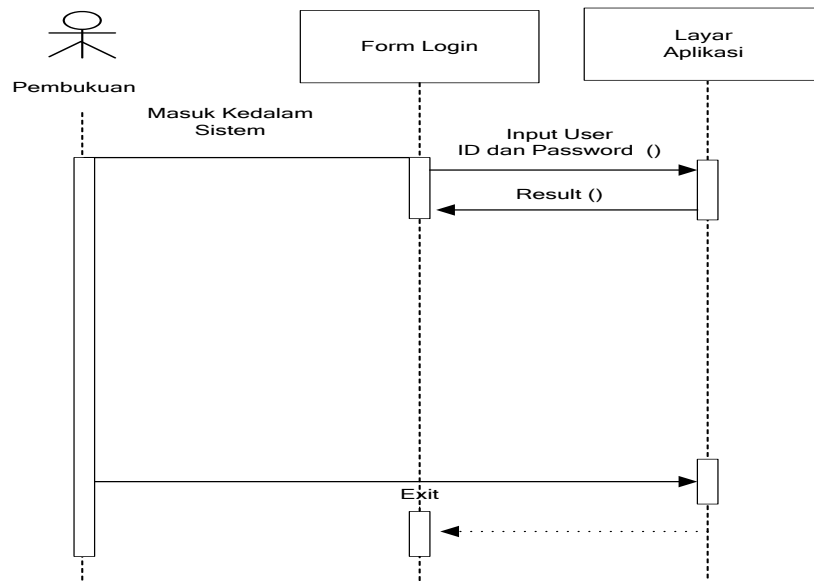 Pembukuan
Form Login
Layar
Aplikasi
Masuk Kedalam
Sistem
Input User
ID dan Password ()
Result ()
Exit